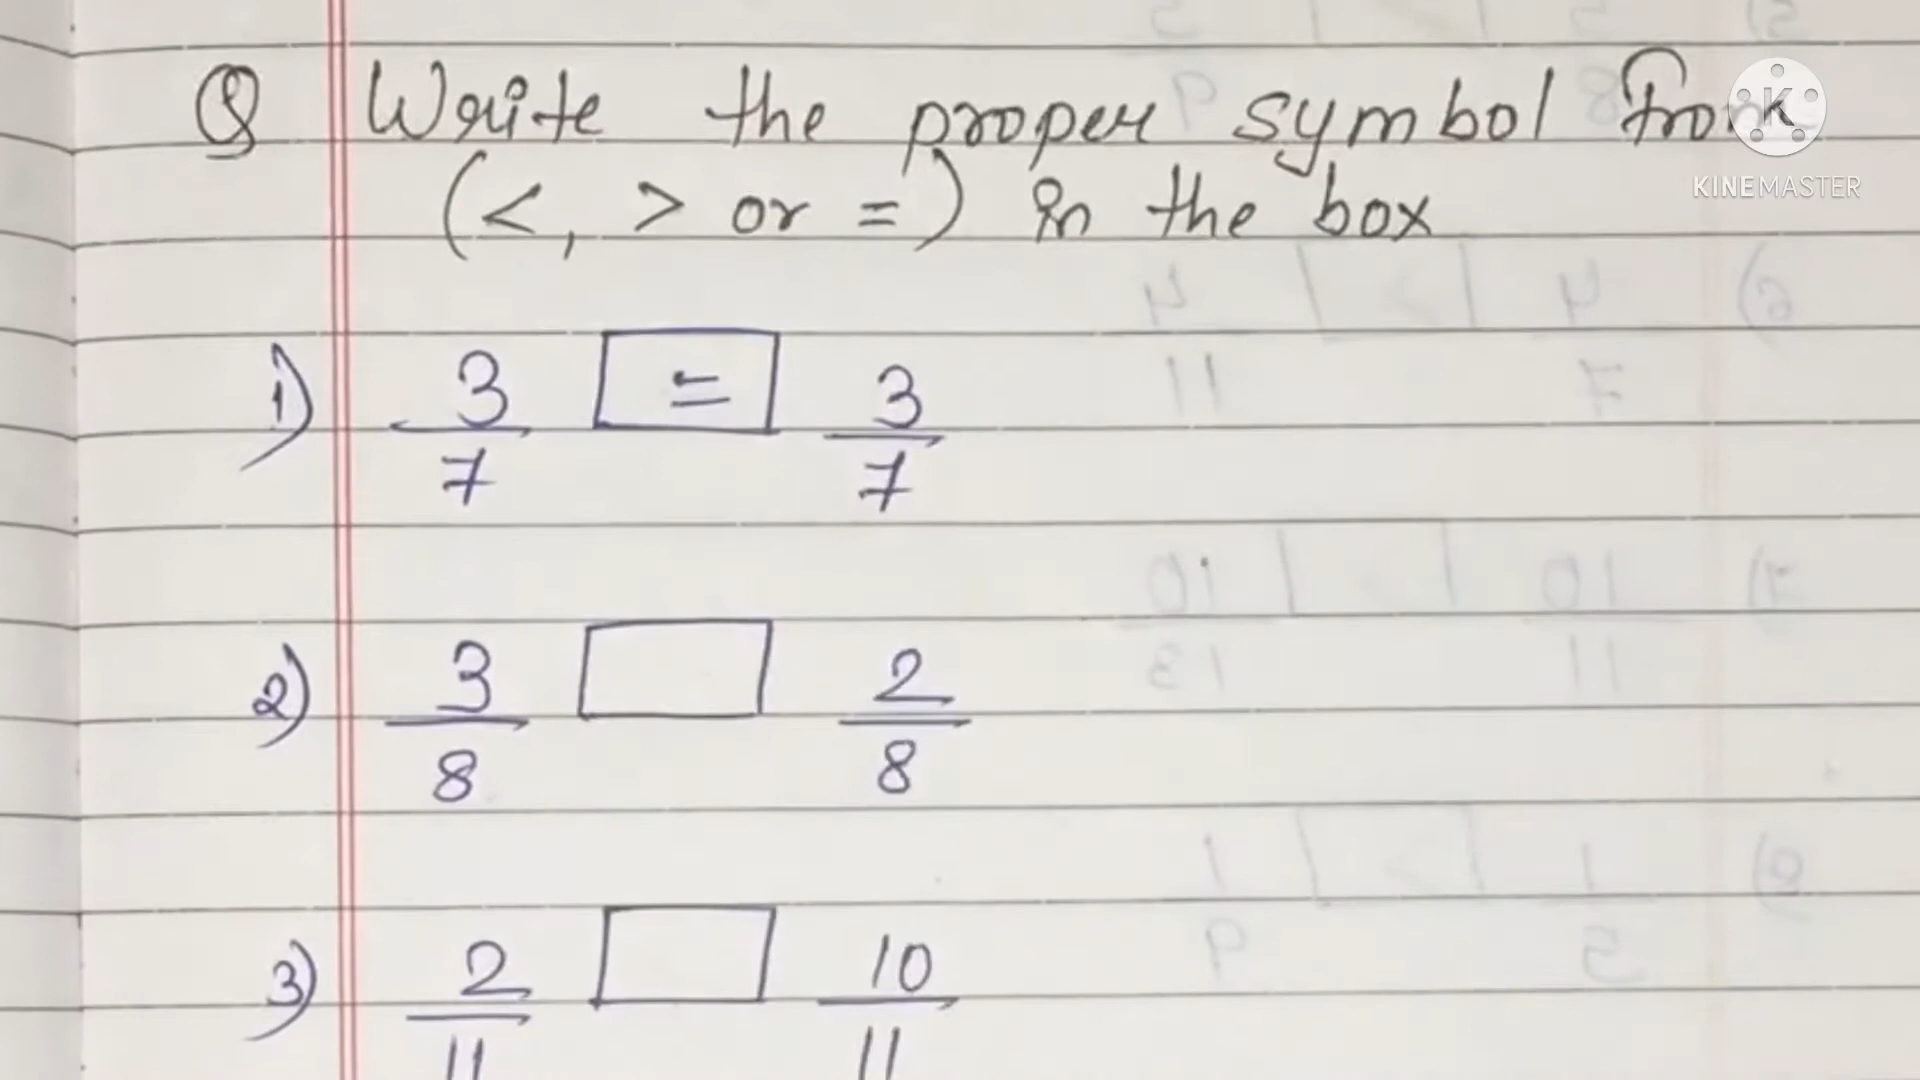 Q Write the proper symbol from
(<, > or =) in the box
K
KINEMASTER
1) 3/7 = 3/7
2) 3/8 2/8
3) 2/11 10/11